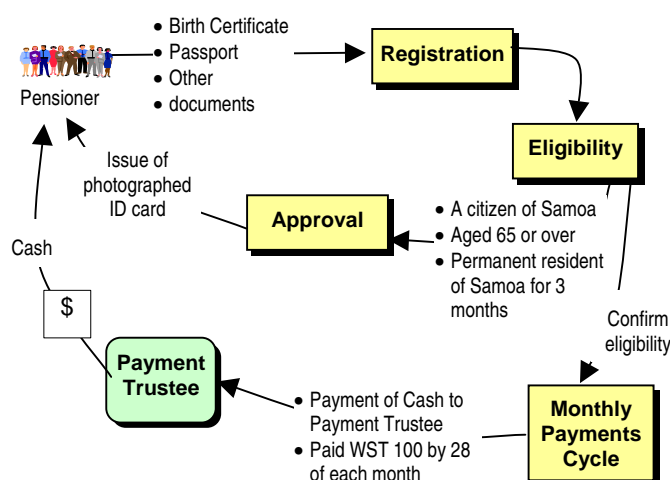 Pensioner
• Birth Certificate
• Passport
• Other
• documents
Registration
Eligibility
• A citizen of Samoa
• Aged 65 or over
• Permanent resident
of Samoa for 3
months
Approval
Issue of
photographed
ID card
Confirm
eligibility
Monthly
Payments
Cycle
• Payment of Cash to
Payment Trustee
• Paid WST 100 by 28
of each month
Payment
Trustee
$
Cash